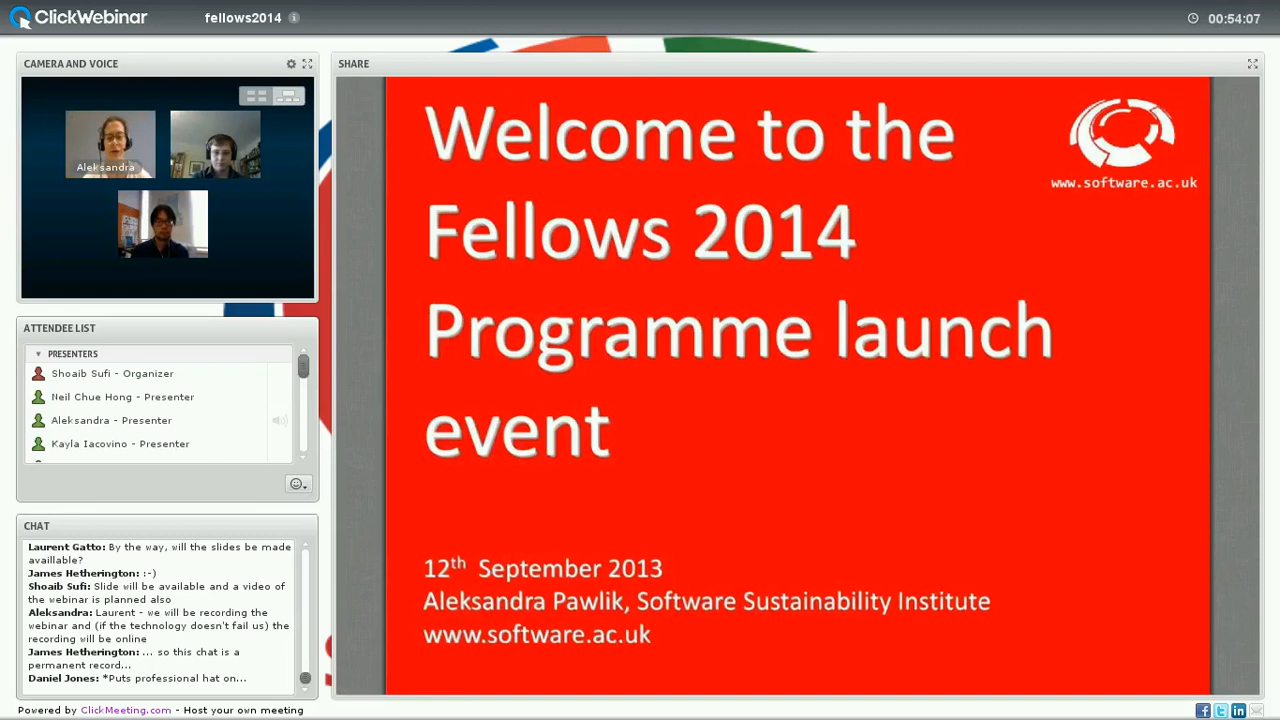 ClickWebinar
fellows2014
00:54:07
CAMERA AND VOICE
Aleksandra
ATTENDEE LIST
PRESENTERS
Shoaib Sufi - Organizer
Neil Chue Hong - Presenter
Aleksandra - Presenter
Kayla Iacovino - Presenter
CHAT
Laurent Gatto: By the way, will the slides be made
availlable?
James Hetherington: :-)
Shoaib Sufi: Slide will be available and a video of
the webinar is planned also
Aleksandra: Laurent - we will be recording the
webinar and (if the technology doesn't fail us) the
recording will be online
James Hetherington: ... so this chat is a
permanent record...
Daniel Jones: *Puts professional hat on...
Powered by ClickMeeting.com - Host your own meeting
SHARE
Welcome to the
Fellows 2014
Programme launch
event
www.software.ac.uk
12th September 2013
Aleksandra Pawlik, Software Sustainability Institute
www.software.ac.uk